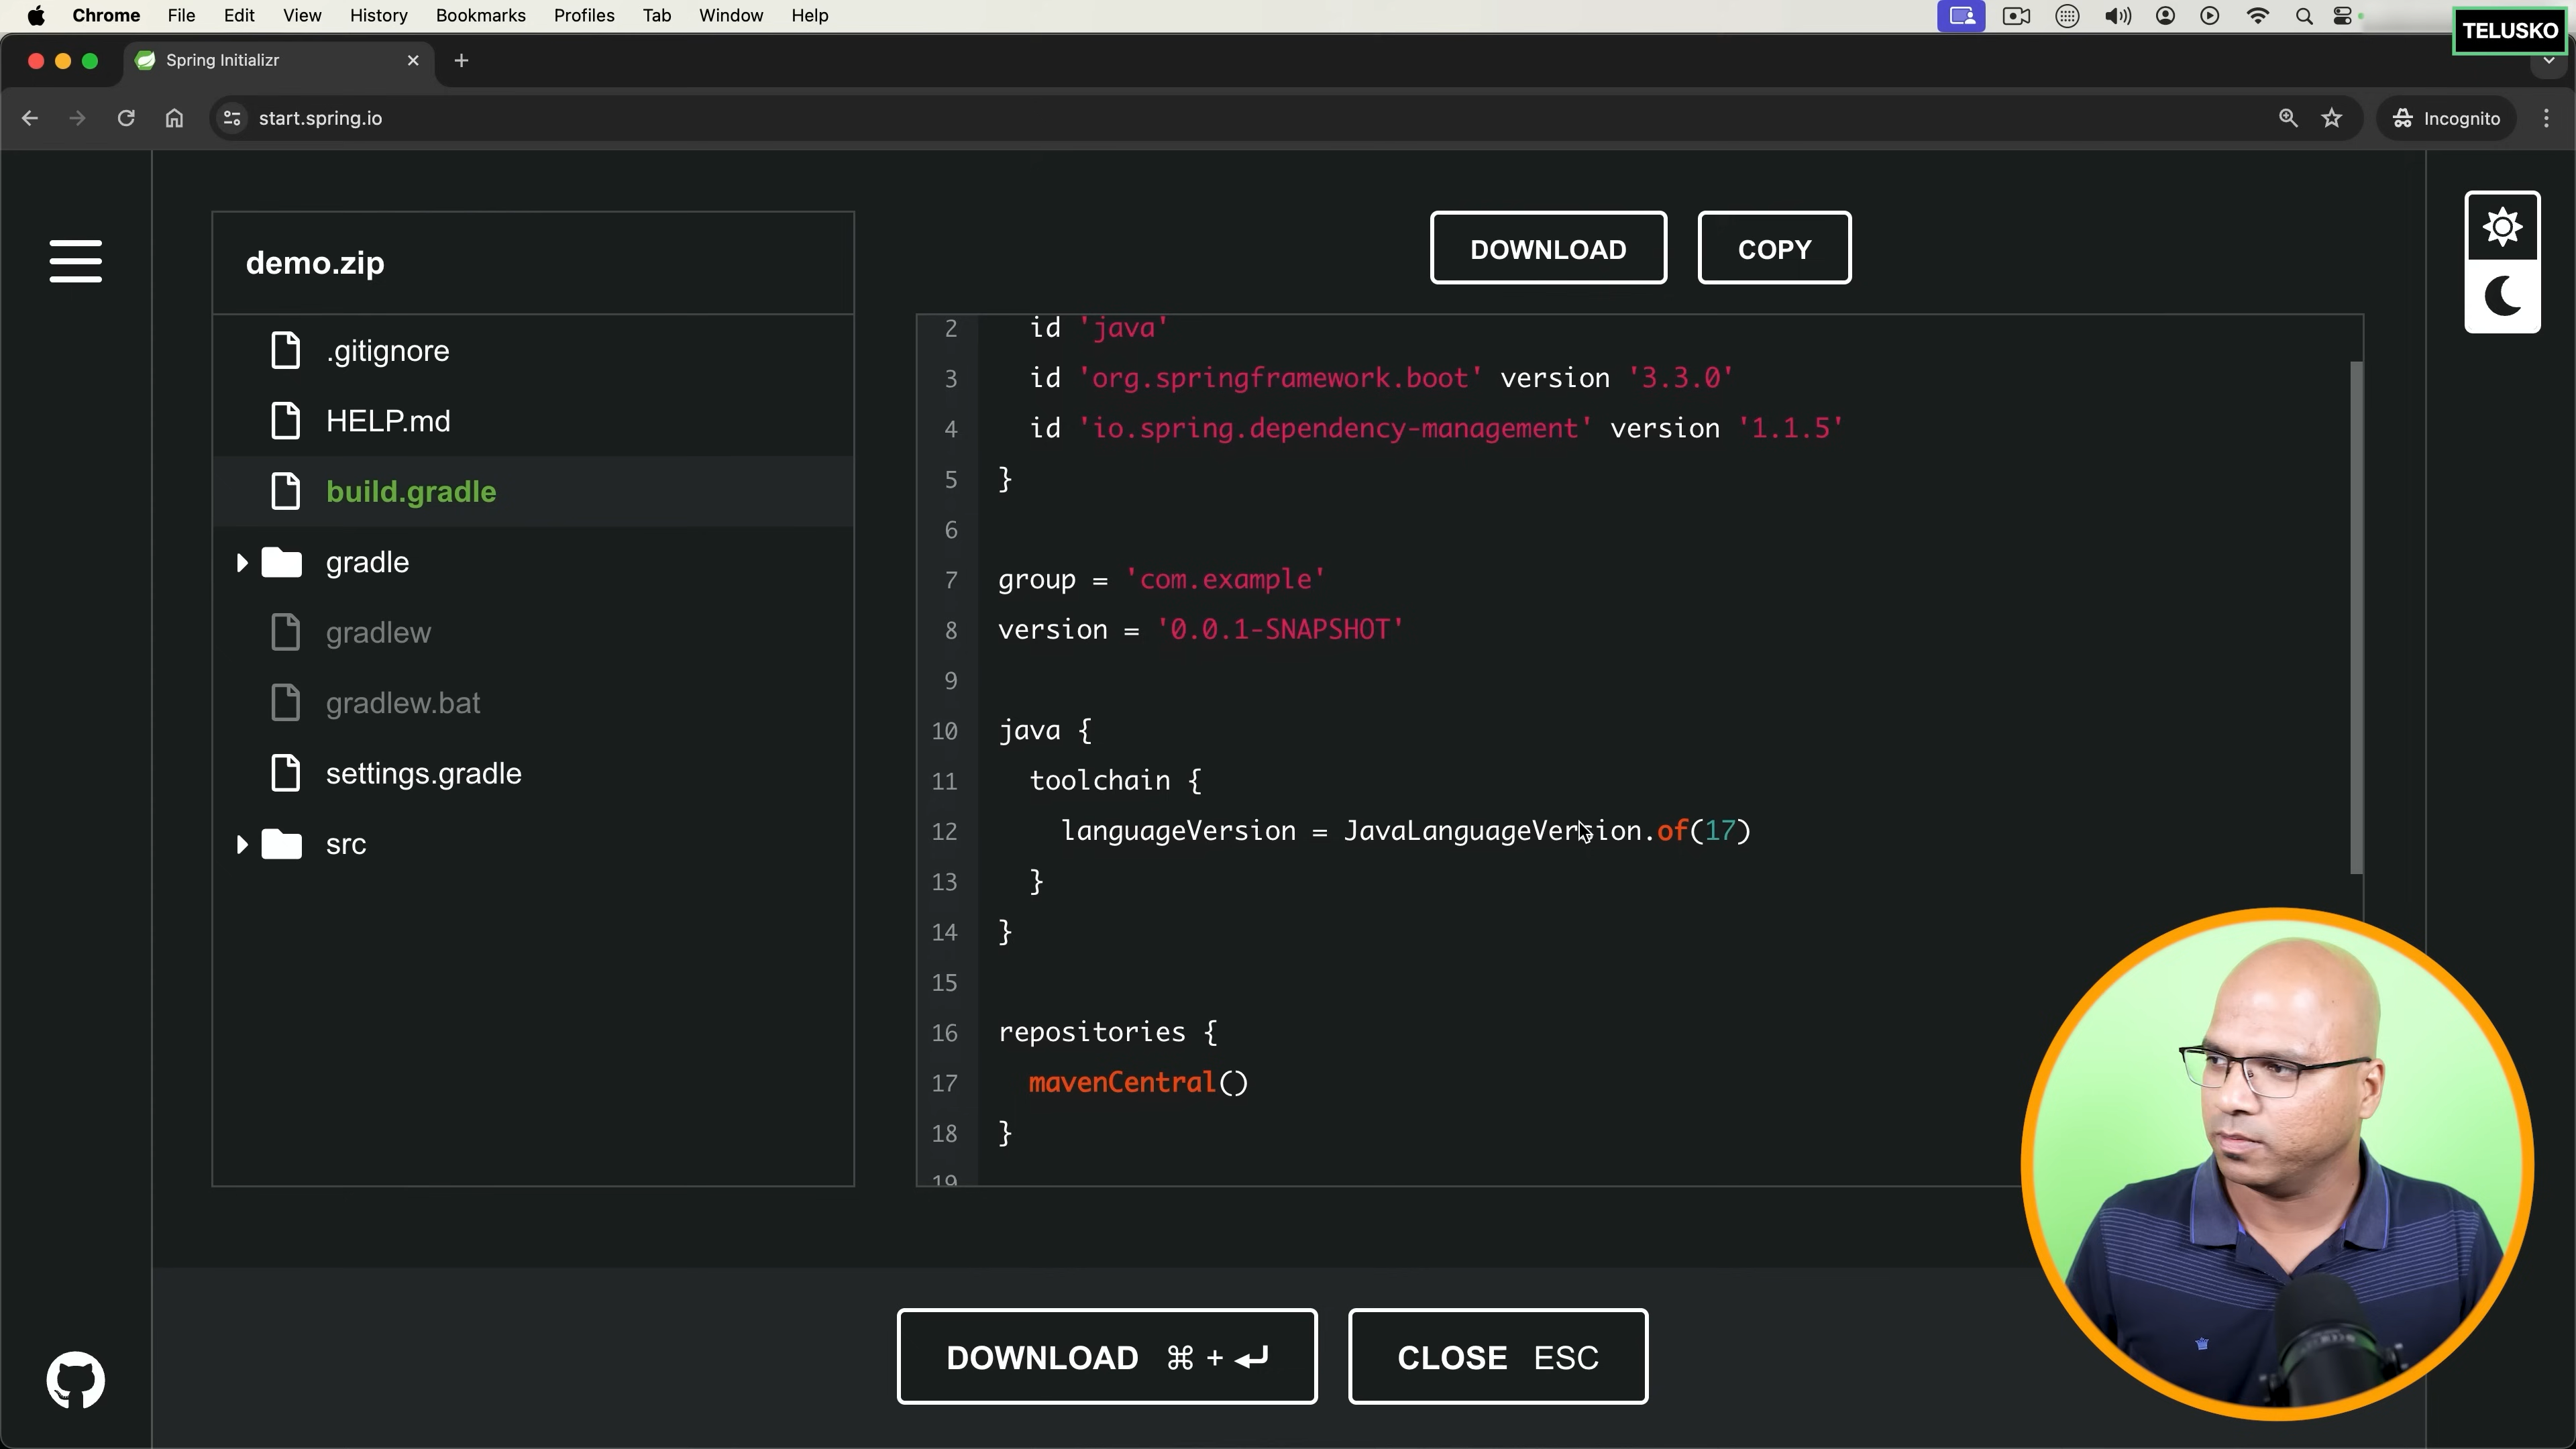 Chrome File Edit View History Bookmarks Profiles Tab Window Help
TELUSKO
Spring Initializr
start.spring.io
Incognito
demo.zip
DOWNLOAD COPY
.gitignore
HELP.md
build.gradle
gradle
gradlew
gradlew.bat
settings.gradle
src
2 id 'java'
3 id 'org.springframework.boot' version '3.3.0'
4 id 'io.spring.dependency-management' version '1.1.5'
5 }
6
7 group = 'com.example'
8 version = '0.0.1-SNAPSHOT'
9
10 java {
11 toolchain {
12 languageVersion = JavaLanguageVersion.of(17)
13 }
14 }
15
16 repositories {
17 mavenCentral()
18 }
19
DOWNLOAD ⌘ + ↵ CLOSE ESC